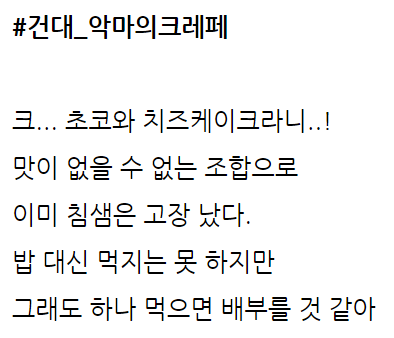 #건대_악마의크레페
크... 초코와 치즈케이크라니..!
맛이 없을 수 없는 조합으로
이미 침샘은 고장 났다.
밥 대신 먹지는 못 하지만
그래도 하나 먹으면 배부를 것 같아